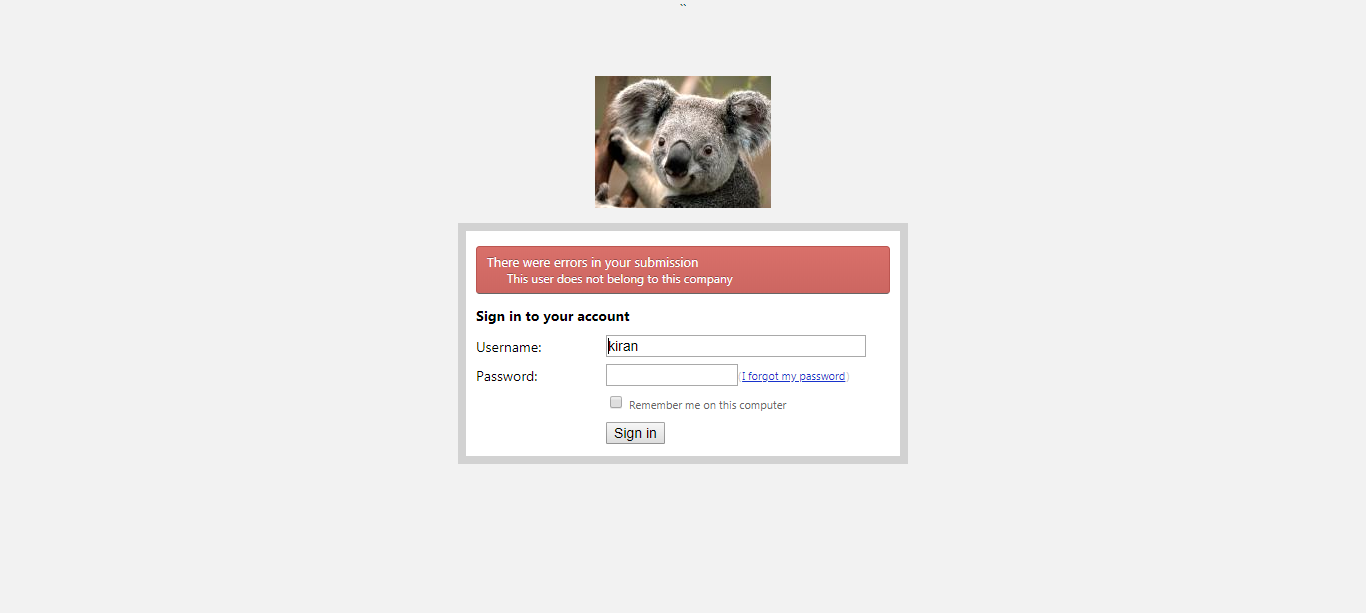 ``
There were errors in your submission
This user does not belong to this company
Sign in to your account
Username: kiran
Password: (I forgot my password)
Remember me on this computer
Sign in